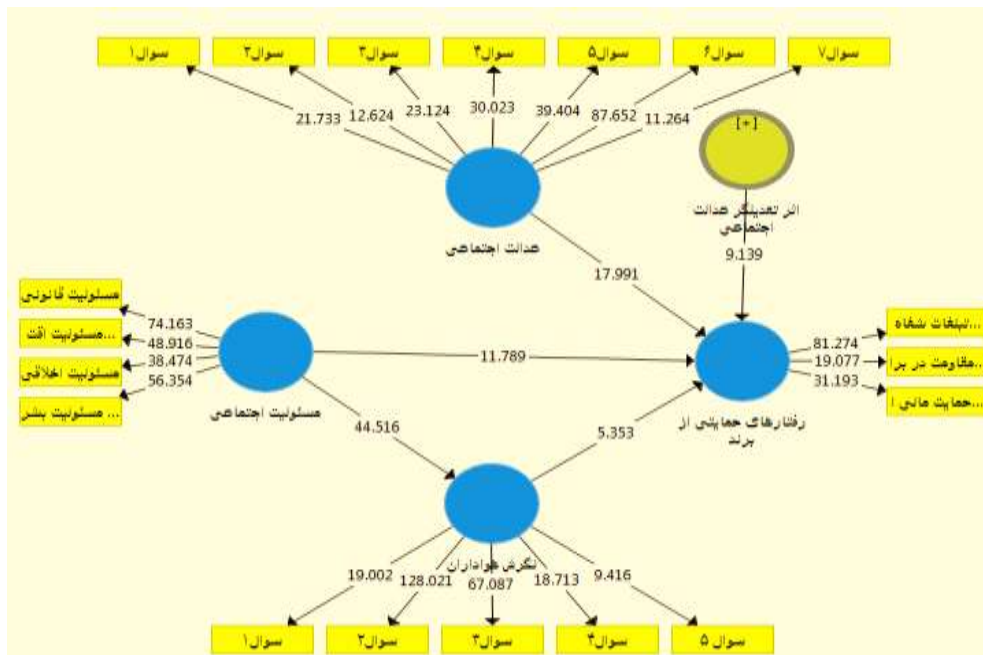 سوال۱
سوال۲
سوال۳
سوال۴
سوال۵
سوال۶
سوال۷
21.733
12.624
23.124
30.023
39.404
87.652
11.264
[+]
اثر تعدیلگر عدالت
اجتماعی
عدالت اجتماعی
17.991
9.139
مسئولیت قانونی
مسئولیت اقت...
مسئولیت اخلاقی
مسئولیت بشر ...
74.163
48.916
38.474
56.354
مسئولیت اجتماعی
11.789
81.274
19.077
31.193
تبلغات شفاه...
مقاومت در برا...
حمایت مالی ا...
رفتارهای حمایتی از
برند
44.516
5.353
نگرش هواداران
19.002
128.021
67.087
18.713
9.416
سوال۱
سوال۲
سوال۳
سوال۴
سوال ۵